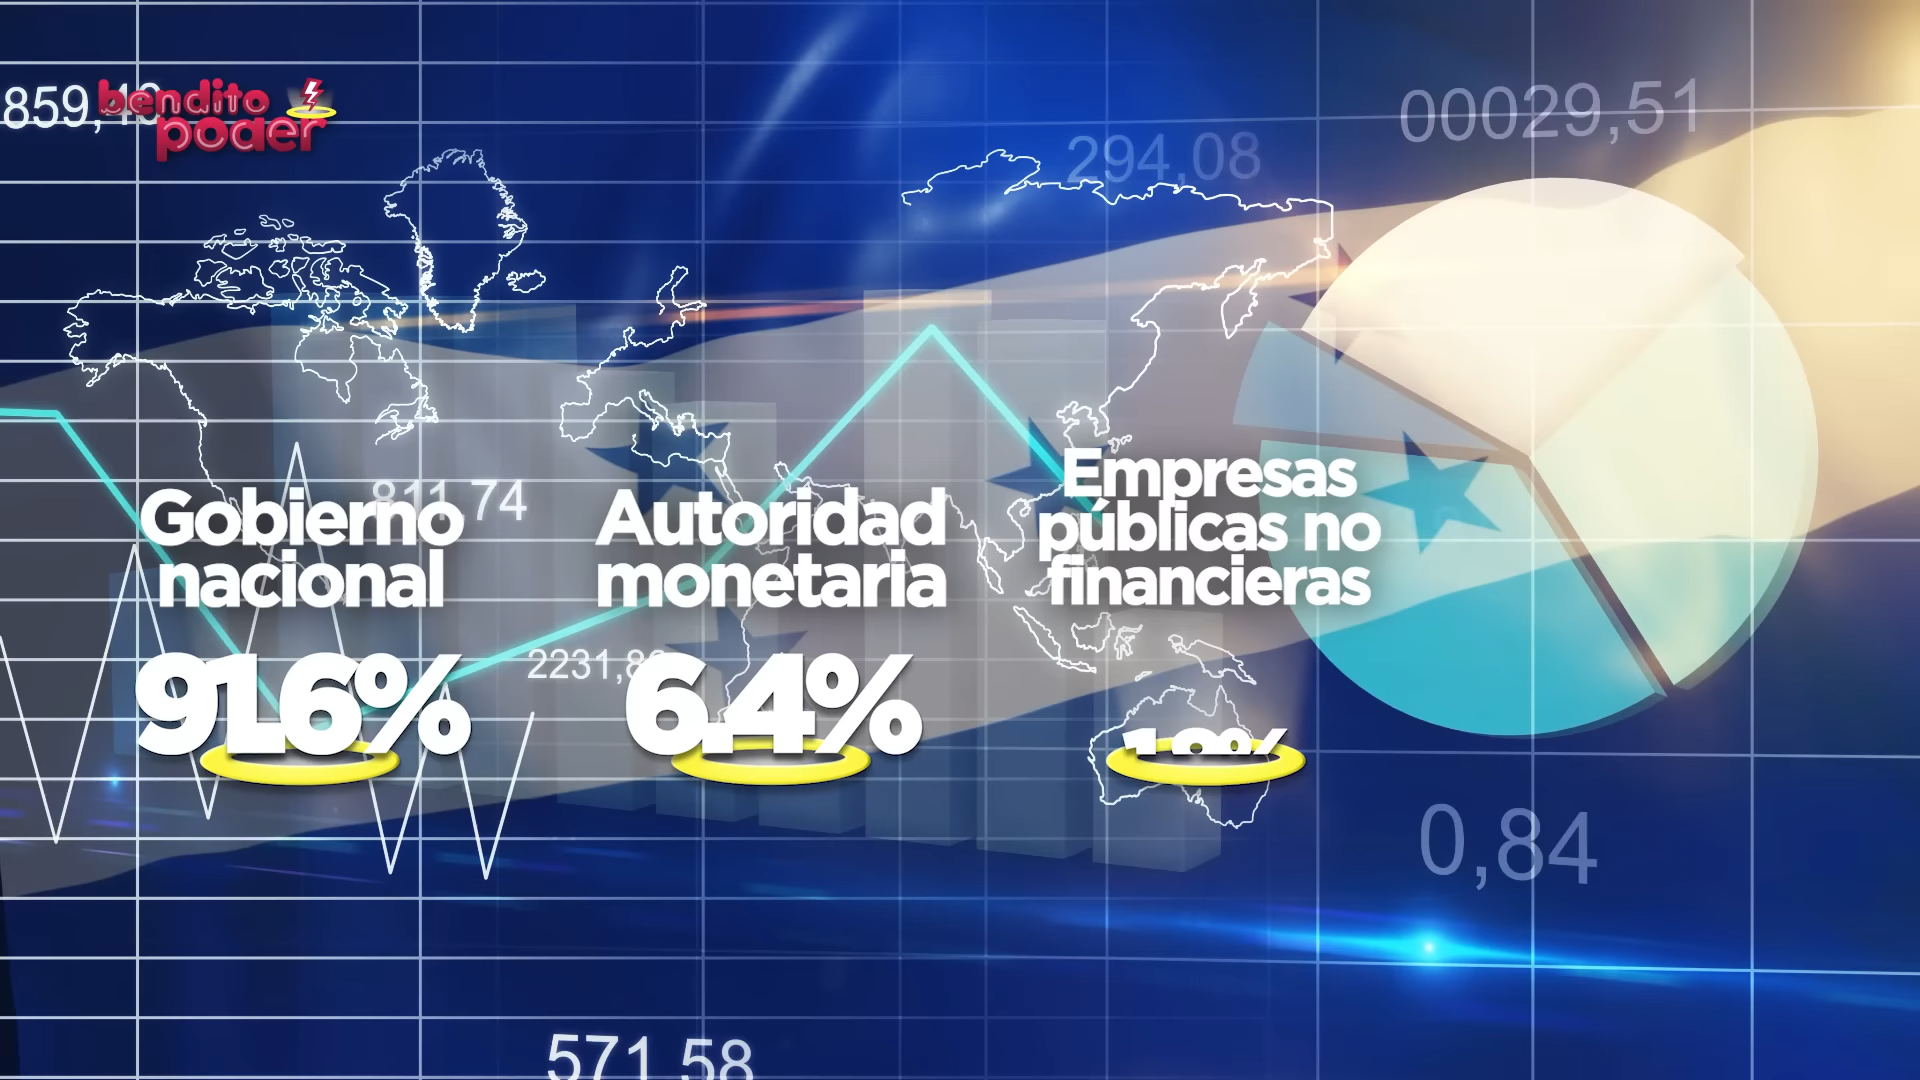 859,
bendito
poder
00029,51
294,08
Gobierno
nacional
91.6%
811,74
Autoridad
monetaria
6.4%
Empresas
públicas no
financieras
2231,8
0,84
571,58